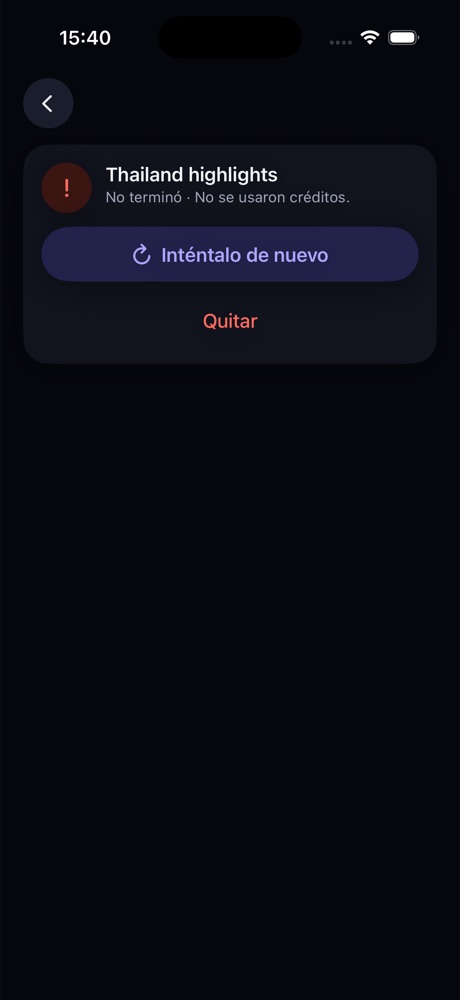 15:40
Thailand highlights
No terminó · No se usaron créditos.
Inténtalo de nuevo
Quitar